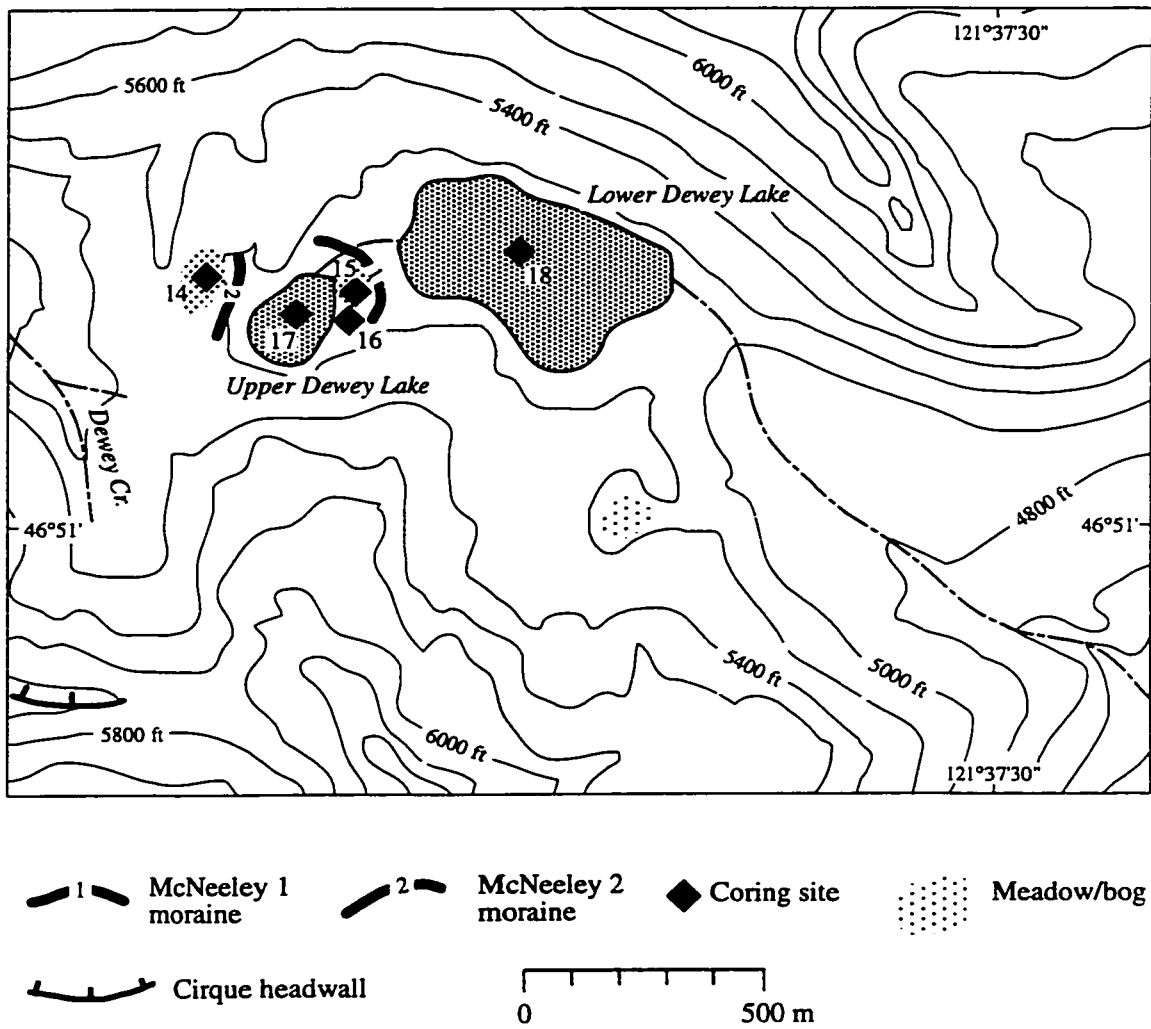 121°37'30"
5600 ft
6000 ft
5400 ft
Lower Dewey Lake
14
2
15
1
18
17
16
Upper Dewey Lake
Dewey Cr.
46°51'
4800 ft
46°51'
5400 ft
5000 ft
5800 ft
6000 ft
121°37'30"
1
McNeeley 1
moraine
2
McNeeley 2
moraine
Coring site
Meadow/bog
Cirque headwall
0
500 m